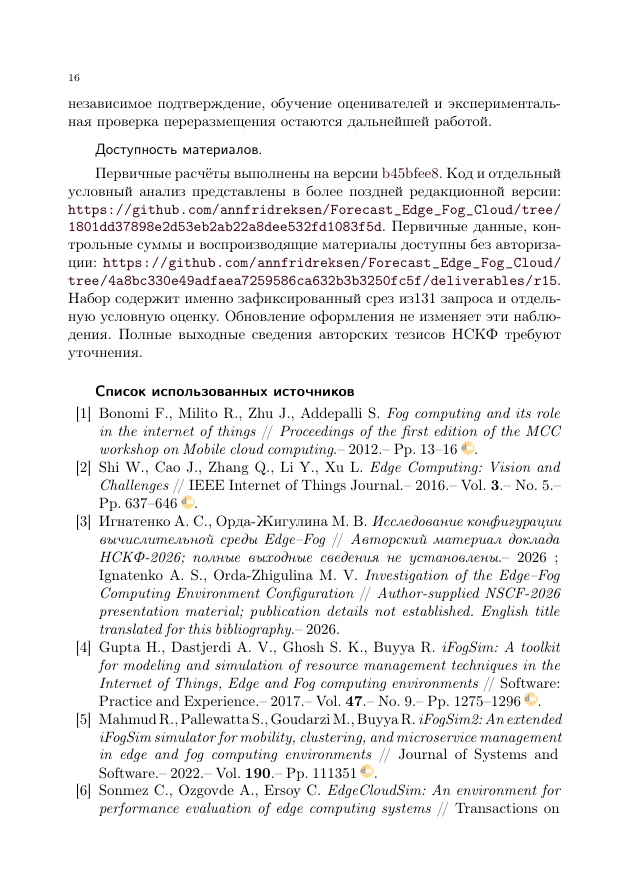 16
независимое подтверждение, обучение оценивателей и эксперименталь-
ная проверка переразмещения остаются дальнейшей работой.
Доступность материалов.
Первичные расчёты выполнены на версии b45bfee8. Код и отдельный
условный анализ представлены в более поздней редакционной версии:
https://github.com/annfridreksen/Forecast_Edge_Fog_Cloud/tree/
1801dd37898e2d53eb2ab22a8dee532fd1083f5d. Первичные данные, кон-
трольные суммы и воспроизводящие материалы доступны без авториза-
ции: https://github.com/annfridreksen/Forecast_Edge_Fog_Cloud/
tree/4a8bc330e49adfaea7259586ca632b3b3250fc5f/deliverables/r15.
Набор содержит именно зафиксированный срез из131 запроса и отдель-
ную условную оценку. Обновление оформления не изменяет эти наблю-
дения. Полные выходные сведения авторских тезисов НСКФ требуют
уточнения.
Список использованных источников
[1] Bonomi F., Milito R., Zhu J., Addepalli S. Fog computing and its role
in the internet of things // Proceedings of the first edition of the MCC
workshop on Mobile cloud computing.– 2012.– Pp. 13–16 .
[2] Shi W., Cao J., Zhang Q., Li Y., Xu L. Edge Computing: Vision and
Challenges // IEEE Internet of Things Journal.– 2016.– Vol. 3.– No. 5.–
Pp. 637–646 .
[3] Игнатенко А. С., Орда-Жигулина М. В. Исследование конфигурации
вычислительной среды Edge–Fog // Авторский материал доклада
НСКФ-2026; полные выходные сведения не установлены.– 2026 ;
Ignatenko A. S., Orda-Zhigulina M. V. Investigation of the Edge–Fog
Computing Environment Configuration // Author-supplied NSCF-2026
presentation material; publication details not established. English title
translated for this bibliography.– 2026.
[4] Gupta H., Dastjerdi A. V., Ghosh S. K., Buyya R. iFogSim: A toolkit
for modeling and simulation of resource management techniques in the
Internet of Things, Edge and Fog computing environments // Software:
Practice and Experience.– 2017.– Vol. 47.– No. 9.– Pp. 1275–1296 .
[5] Mahmud R., Pallewatta S., Goudarzi M., Buyya R. iFogSim2: An extended
iFogSim simulator for mobility, clustering, and microservice management
in edge and fog computing environments // Journal of Systems and
Software.– 2022.– Vol. 190.– Pp. 111351 .
[6] Sonmez C., Ozgovde A., Ersoy C. EdgeCloudSim: An environment for
performance evaluation of edge computing systems // Transactions on